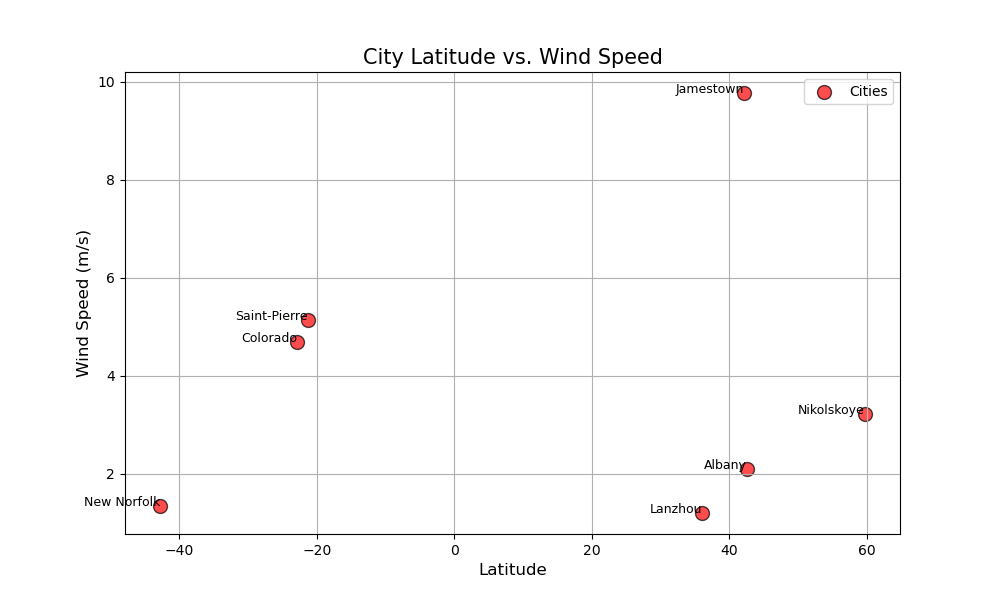 City Latitude vs. Wind Speed
10
Jamestown
Cities
8
Wind Speed (m/s)
6
Saint-Pierre
Colorado
4
Nikolskoye
Albany
2
New Norfolk
Lanzhou
−40
−20
0
20
40
60
Latitude